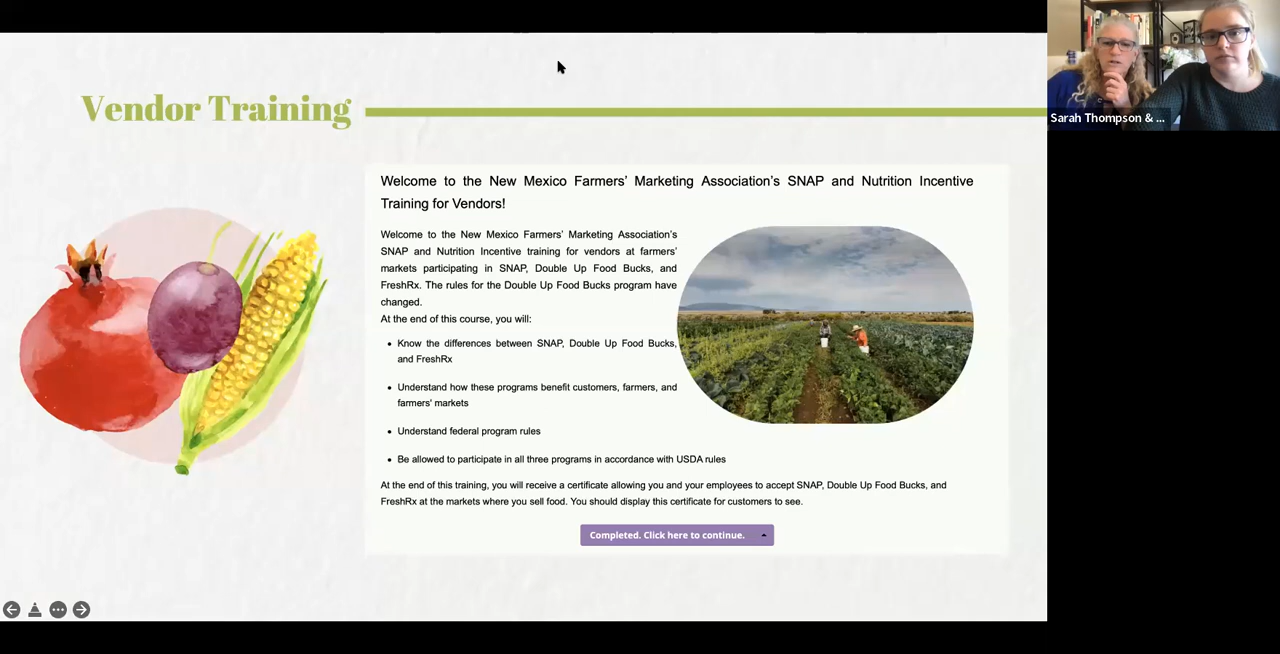 Vendor Training
Sarah Thompson & ...
Welcome to the New Mexico Farmers' Marketing Association's SNAP and Nutrition Incentive
Training for Vendors!
Welcome to the New Mexico Farmers' Marketing Association's
SNAP and Nutrition Incentive training for vendors at farmers'
markets participating in SNAP, Double Up Food Bucks, and
FreshRx. The rules for the Double Up Food Bucks program have
changed.
At the end of this course, you will:
• Know the differences between SNAP, Double Up Food Bucks,
and FreshRx
• Understand how these programs benefit customers, farmers, and
farmers' markets
• Understand federal program rules
• Be allowed to participate in all three programs in accordance with USDA rules
At the end of this training, you will receive a certificate allowing you and your employees to accept SNAP, Double Up Food Bucks, and
FreshRx at the markets where you sell food. You should display this certificate for customers to see.
Completed. Click here to continue.